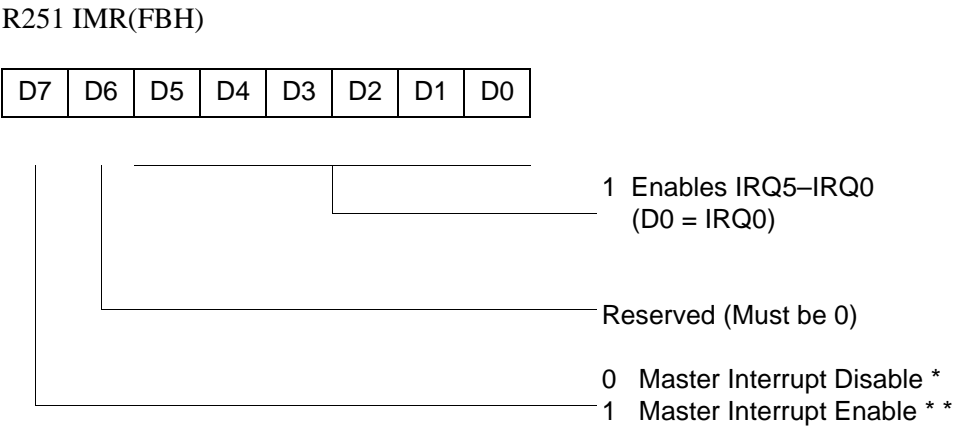 R251 IMR(FBH)
D7 D6 D5 D4 D3 D2 D1 D0
1 Enables IRQ5–IRQ0
(D0 = IRQ0)
Reserved (Must be 0)
0 Master Interrupt Disable *
1 Master Interrupt Enable * *